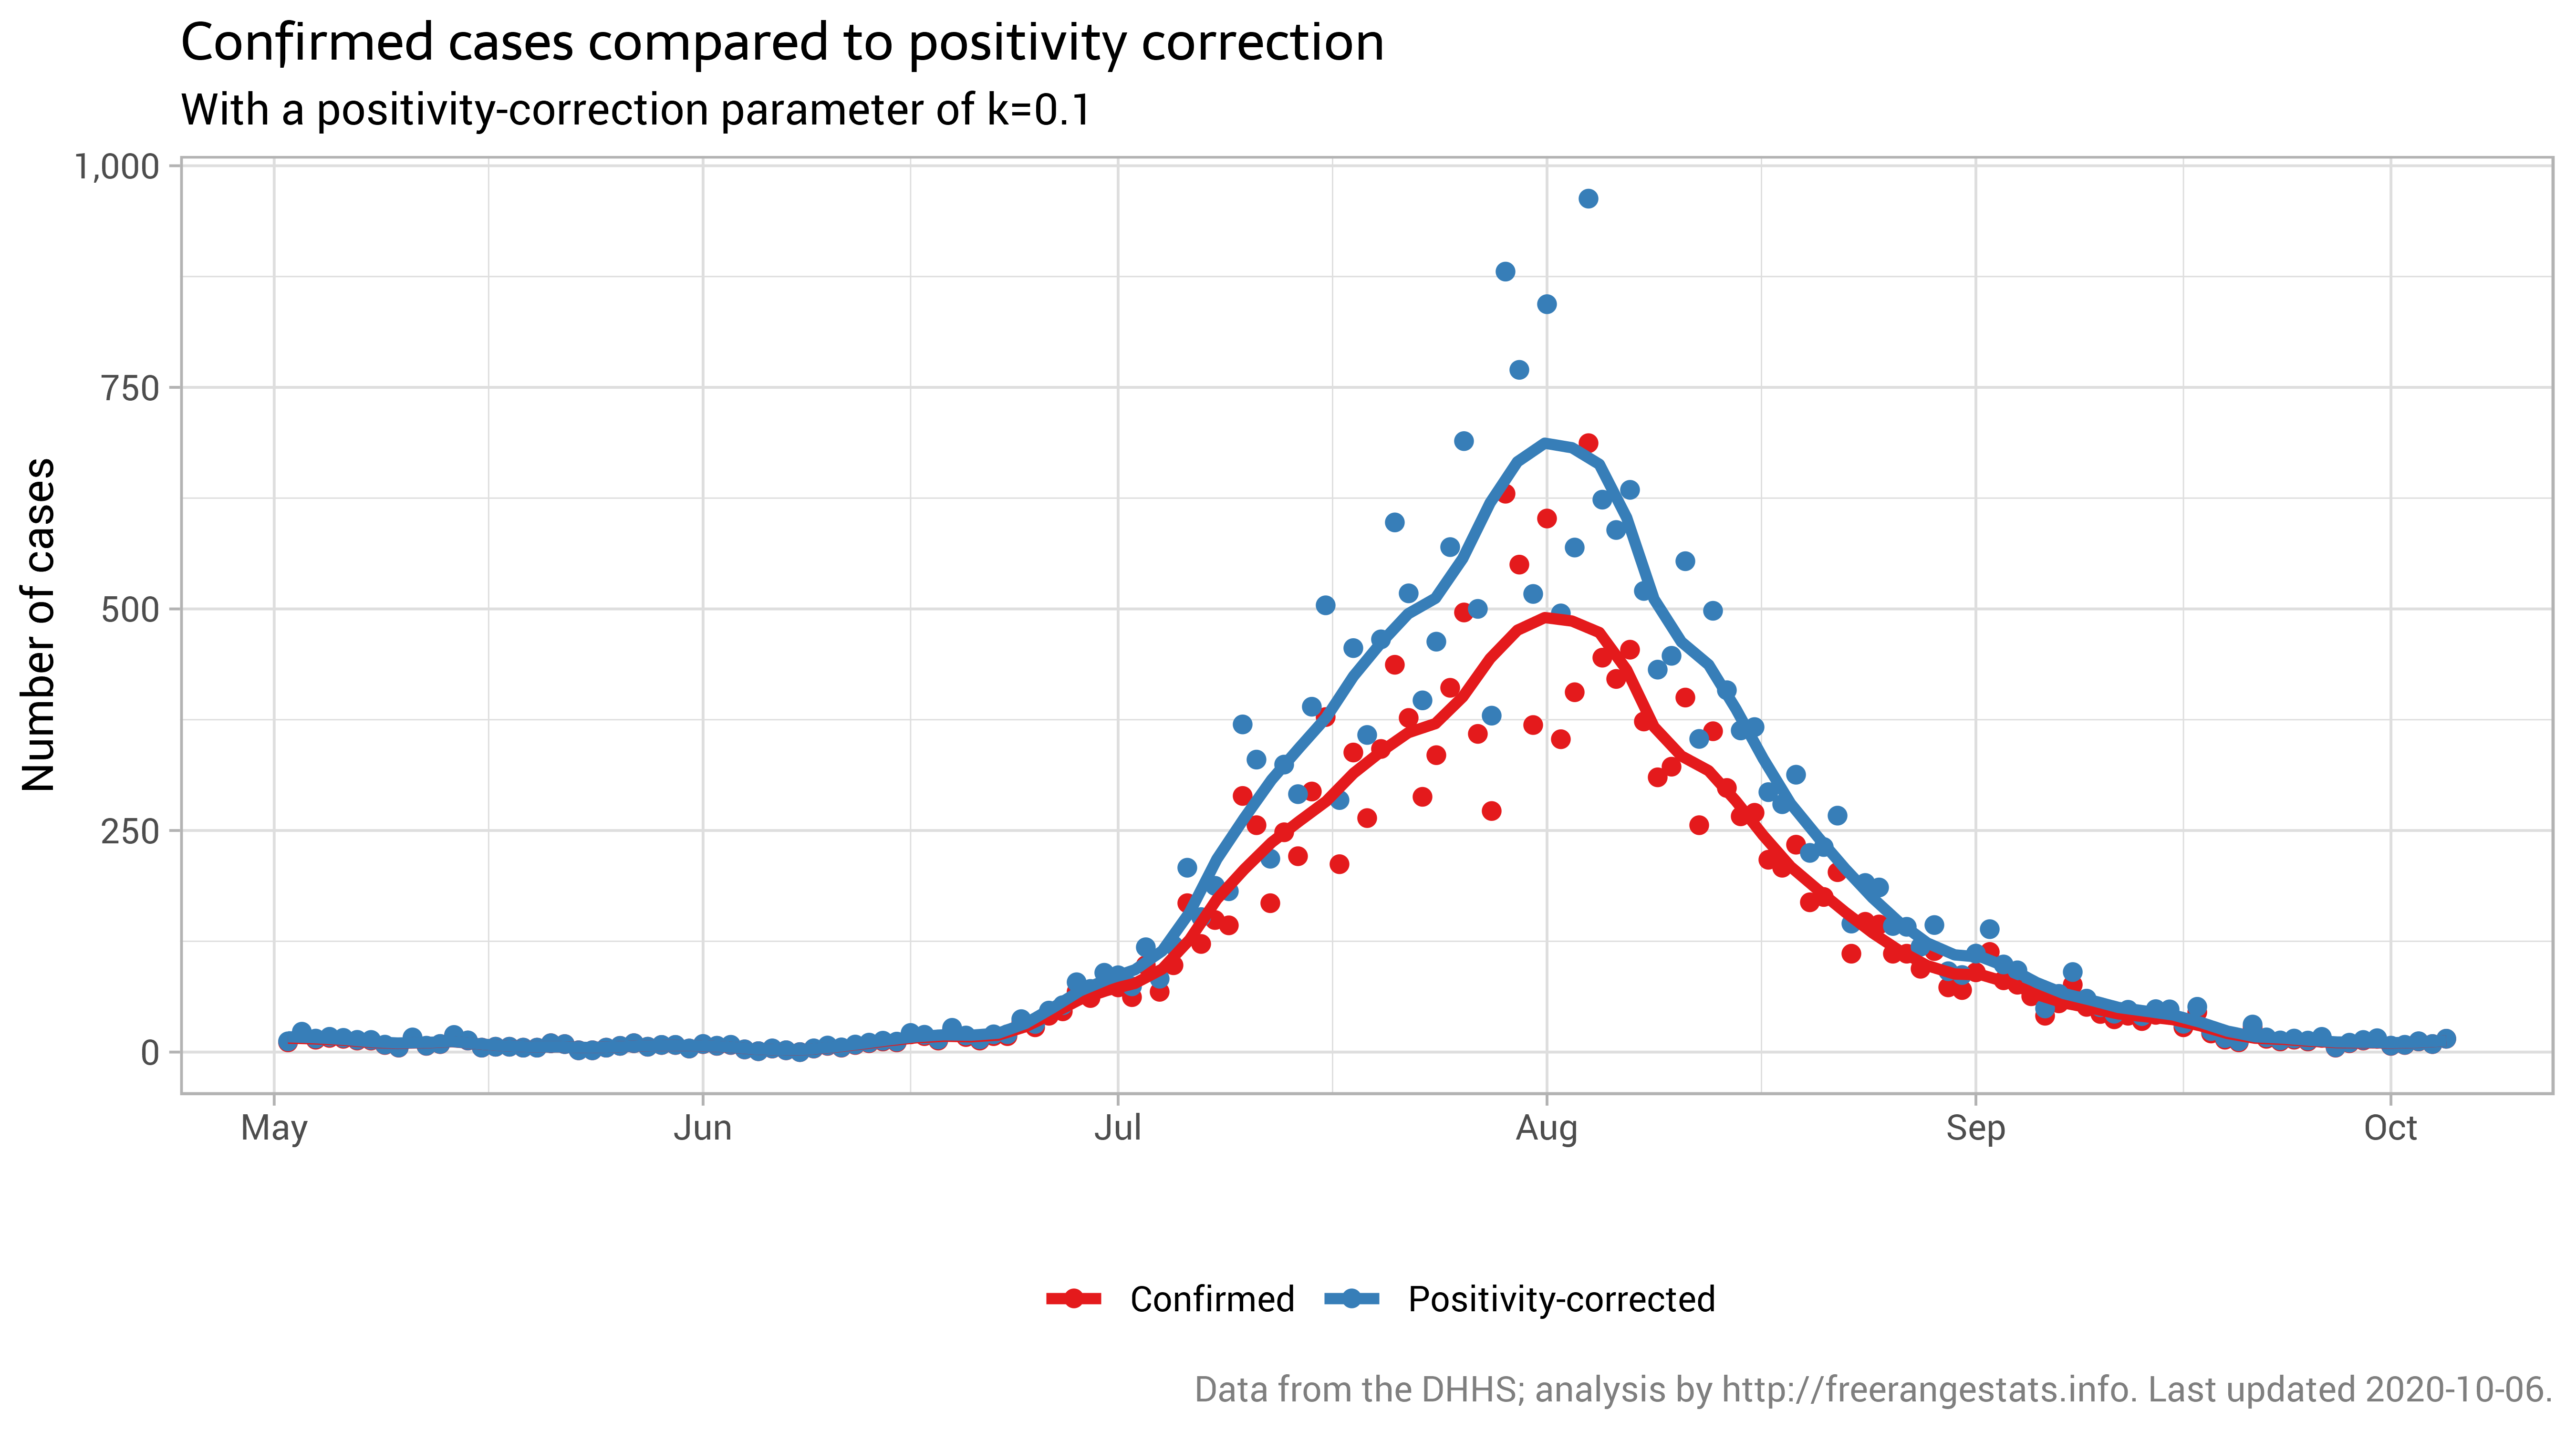 Confirmed cases compared to positivity correction
With a positivity-correction parameter of k=0.1
Number of cases
1,000
750
500
250
0
May Jun Jul Aug Sep Oct
Confirmed Positivity-corrected
Data from the DHHS; analysis by http://freerangestats.info. Last updated 2020-10-06.